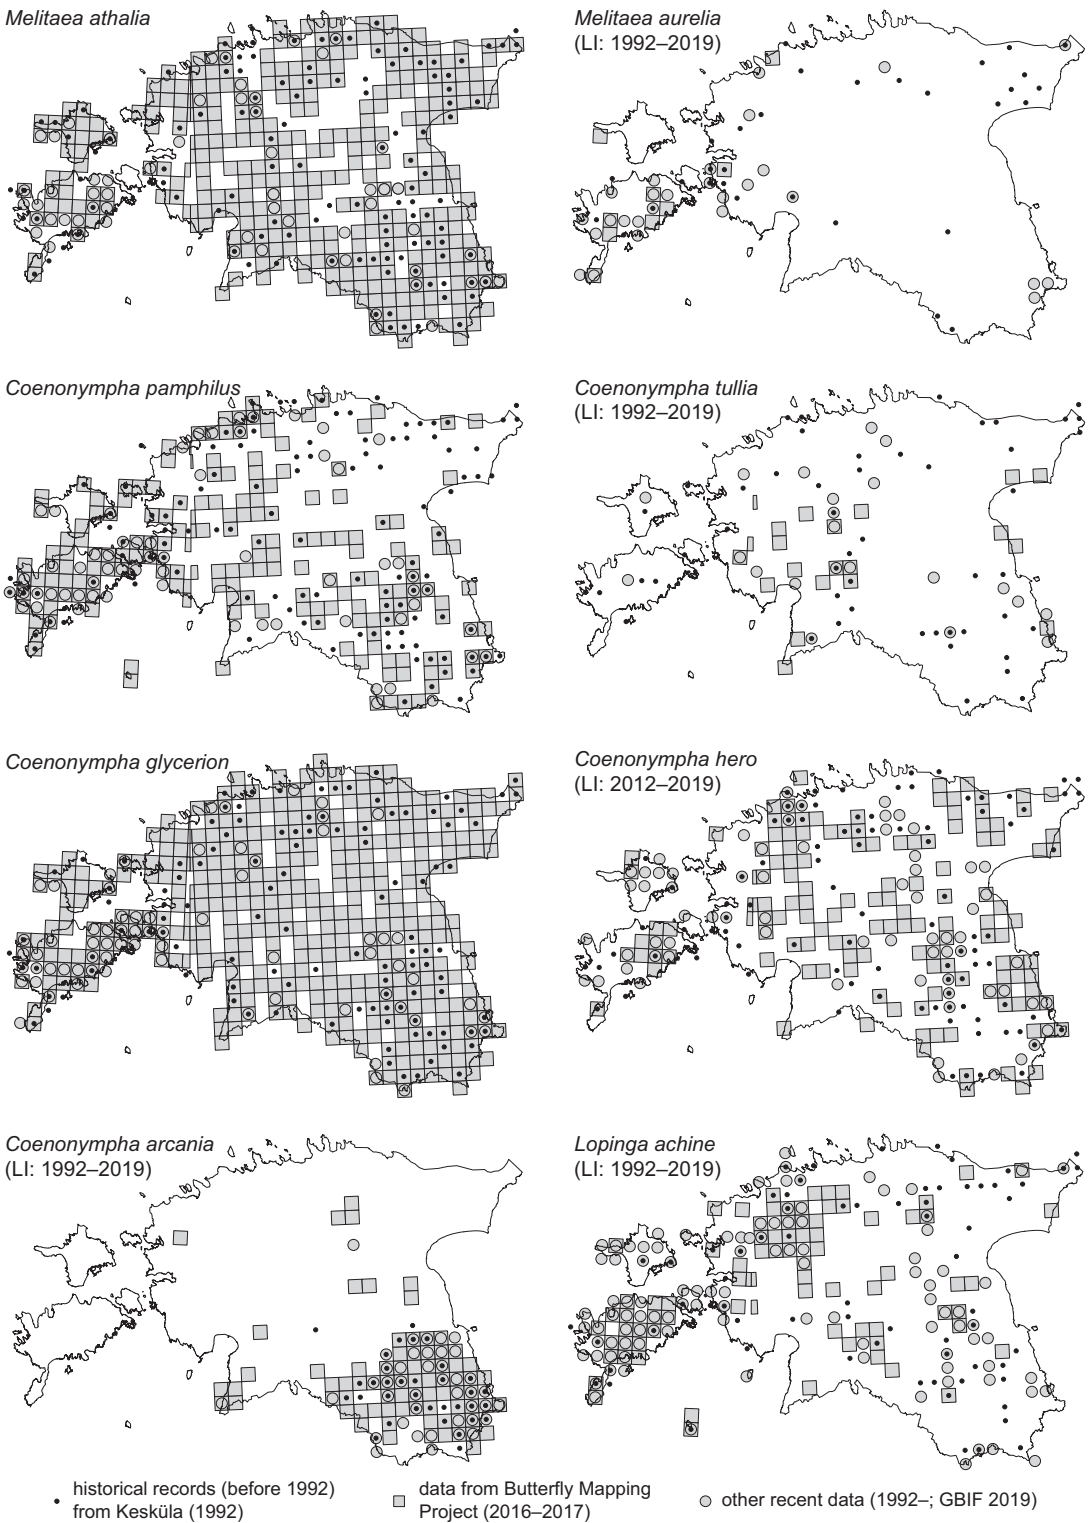 Melitaea athalia
Melitaea aurelia
(LI: 1992–2019)
Coenonympha pamphilus
Coenonympha tullia
(LI: 1992–2019)
Coenonympha glycerion
Coenonympha hero
(LI: 2012–2019)
Coenonympha arcania
(LI: 1992–2019)
Lopinga achine
(LI: 1992–2019)
historical records (before 1992)
from Kesküla (1992)
data from Butterfly Mapping
Project (2016–2017)
other recent data (1992–; GBIF 2019)